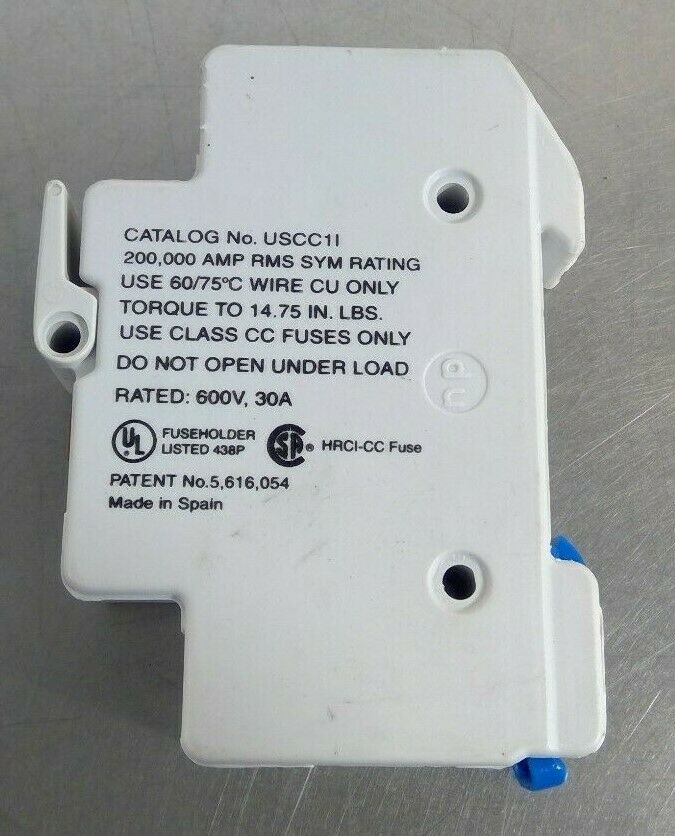 CATALOG No. USCC1I
200,000 AMP RMS SYM RATING
USE 60/75°C WIRE CU ONLY
TORQUE TO 14.75 IN. LBS.
USE CLASS CC FUSES ONLY
DO NOT OPEN UNDER LOAD
RATED: 600V, 30A
UL FUSEHOLDER
LISTED 438P
SA ® HRCI-CC Fuse
PATENT No.5,616,054
Made in Spain